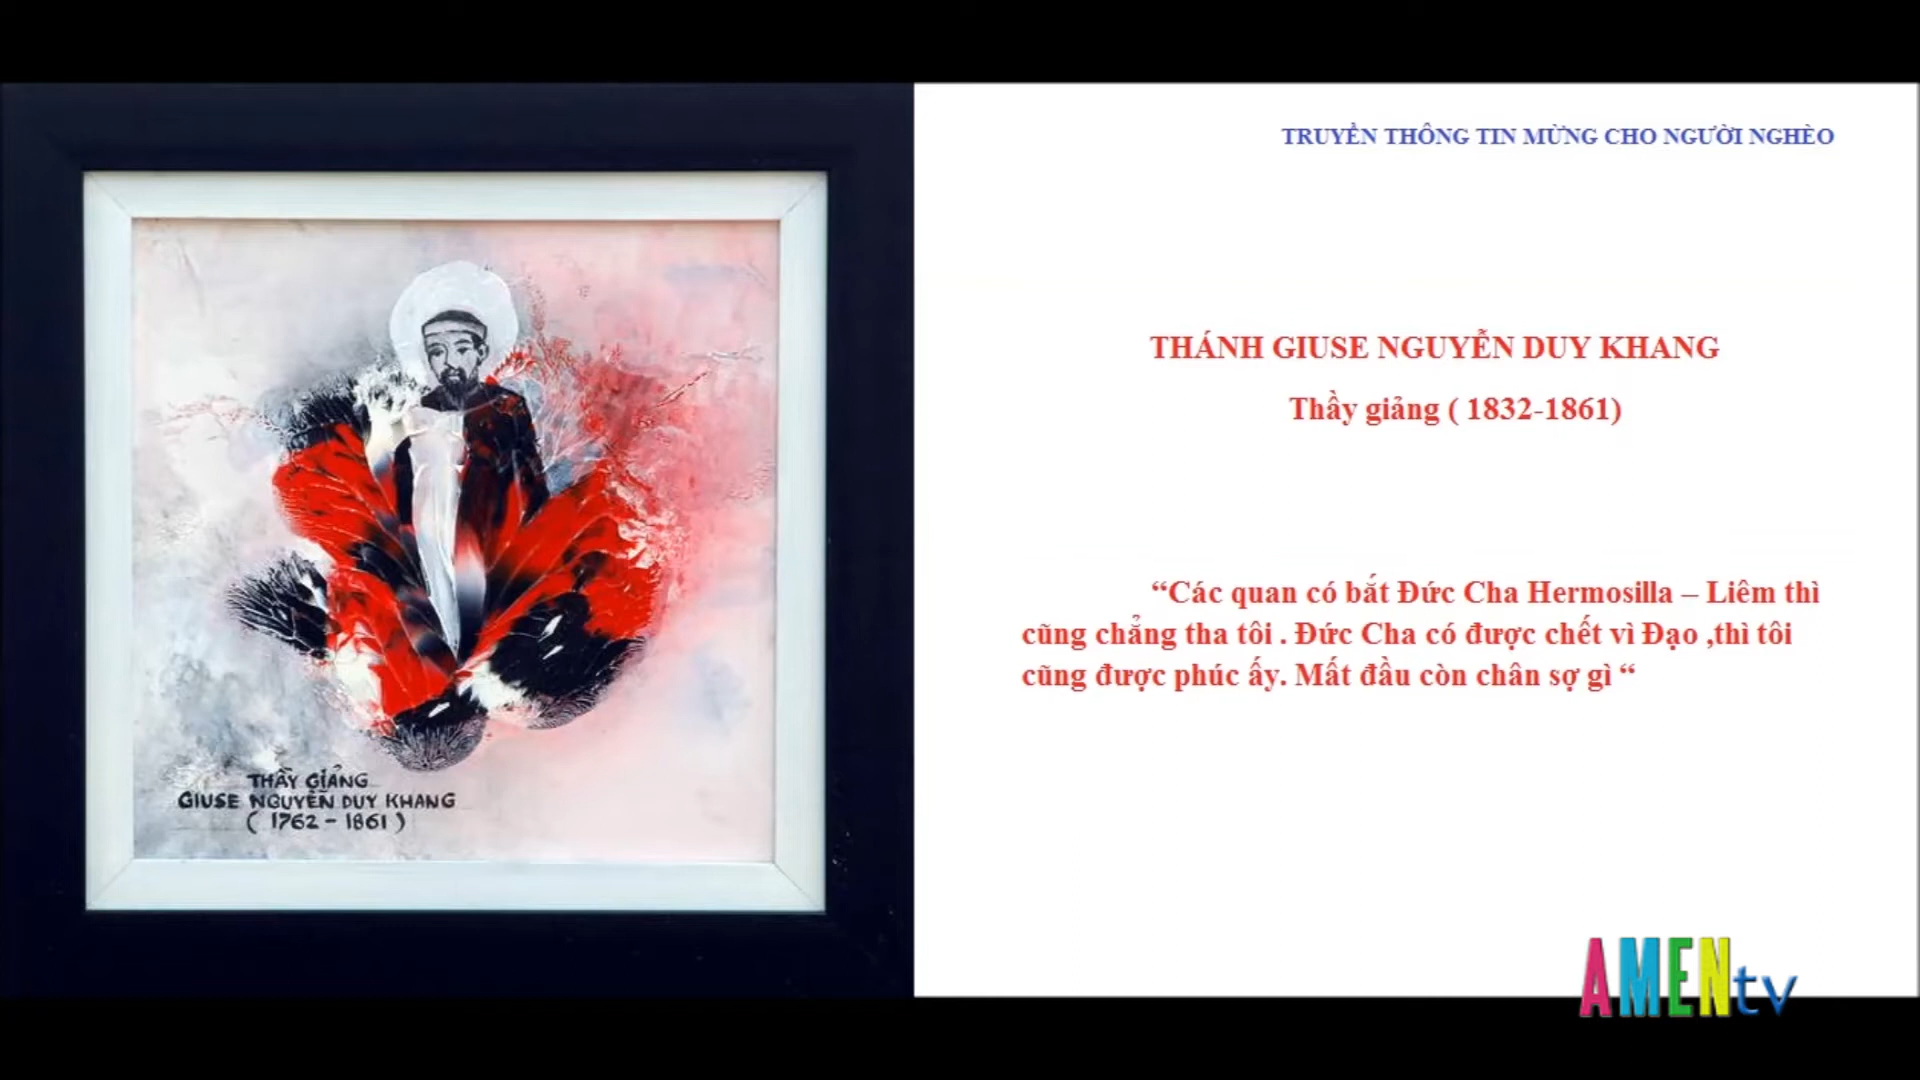 TRUYỀN THÔNG TIN MỪNG CHO NGƯỜI NGHÈO
THÁNH GIUSE NGUYỄN DUY KHANG
Thầy giảng ( 1832-1861)
“Các quan có bắt Đức Cha Hermosilla – Liêm thì
cũng chẳng tha tôi . Đức Cha có được chết vì Đạo ,thì tôi
cũng được phúc ấy. Mất đầu còn chân sợ gì “
THẦY GIẢNG
GIUSE NGUYỄN DUY KHANG
( 1762 - 1861 )
AMENtv